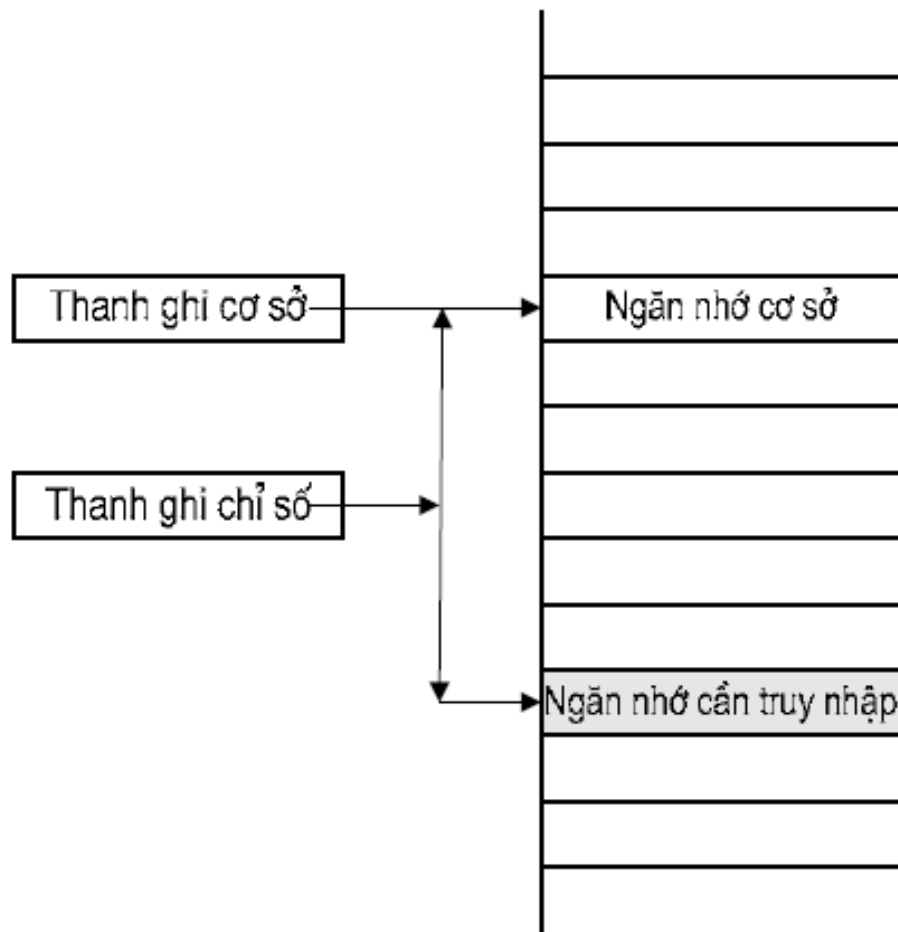 Thanh ghi cơ sở
Ngăn nhớ cơ sở
Thanh ghi chỉ số
Ngăn nhớ cần truy nhập